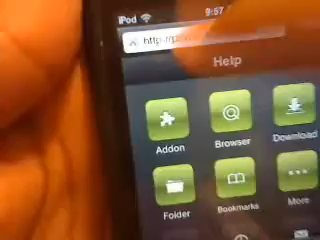 iPod 9:57
http://p
Help
Addon Browser Download
Folder Bookmarks More